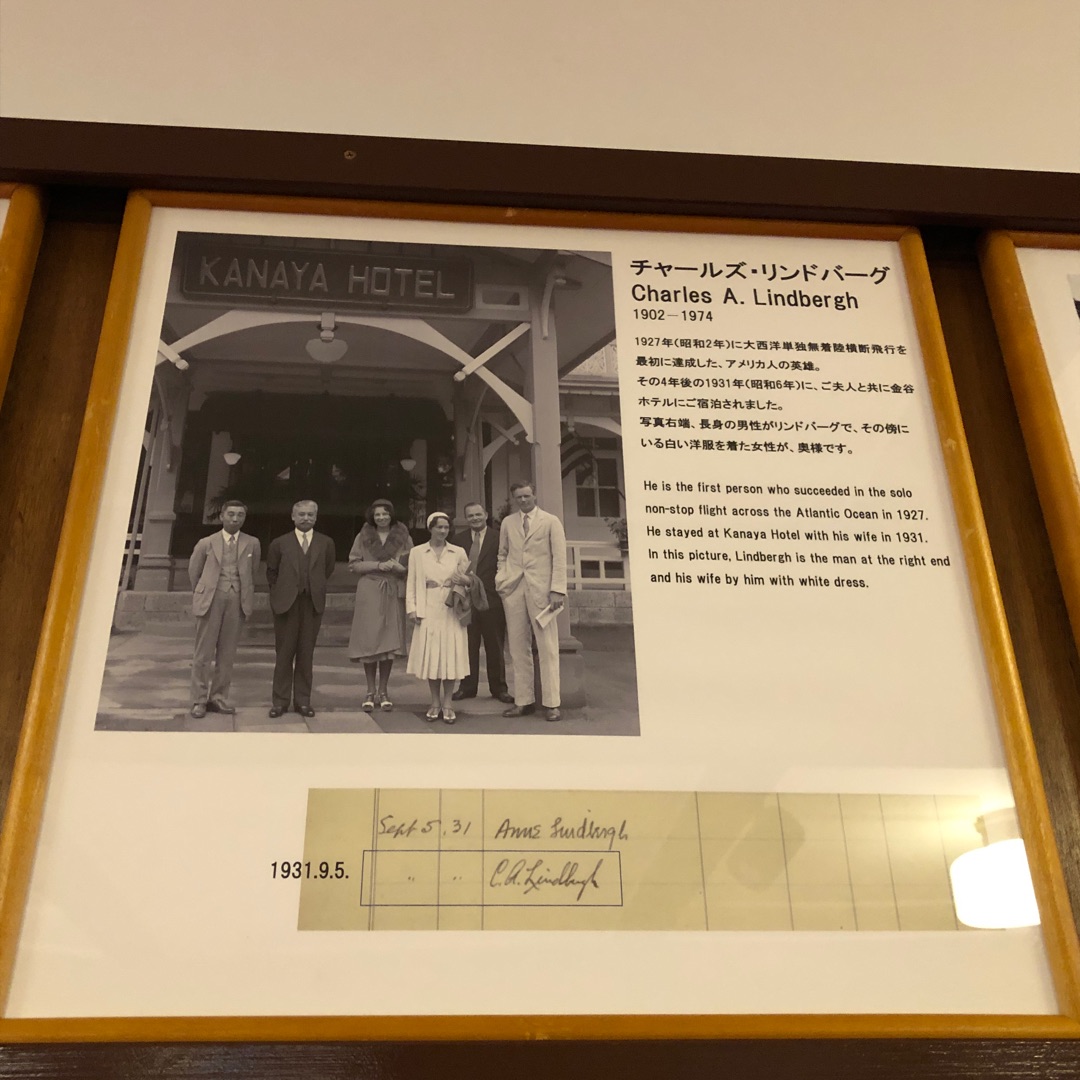 KANAYA HOTEL
チャールズ・リンドバーグ
Charles A. Lindbergh
1902－1974
1927年(昭和2年)に大西洋単独無着陸横断飛行を
最初に達成した、アメリカ人の英雄。
その4年後の1931年(昭和6年)に、ご夫人と共に金谷
ホテルにご宿泊されました。
写真右端、長身の男性がリンドバーグで、その傍に
いる白い洋服を着た女性が、奥様です。
He is the first person who succeeded in the solo
non-stop flight across the Atlantic Ocean in 1927.
He stayed at Kanaya Hotel with his wife in 1931.
In this picture, Lindbergh is the man at the right end
and his wife by him with white dress.
Sept 5, 31 Anne Lindbergh
1931.9.5.
" " C.A. Lindbergh